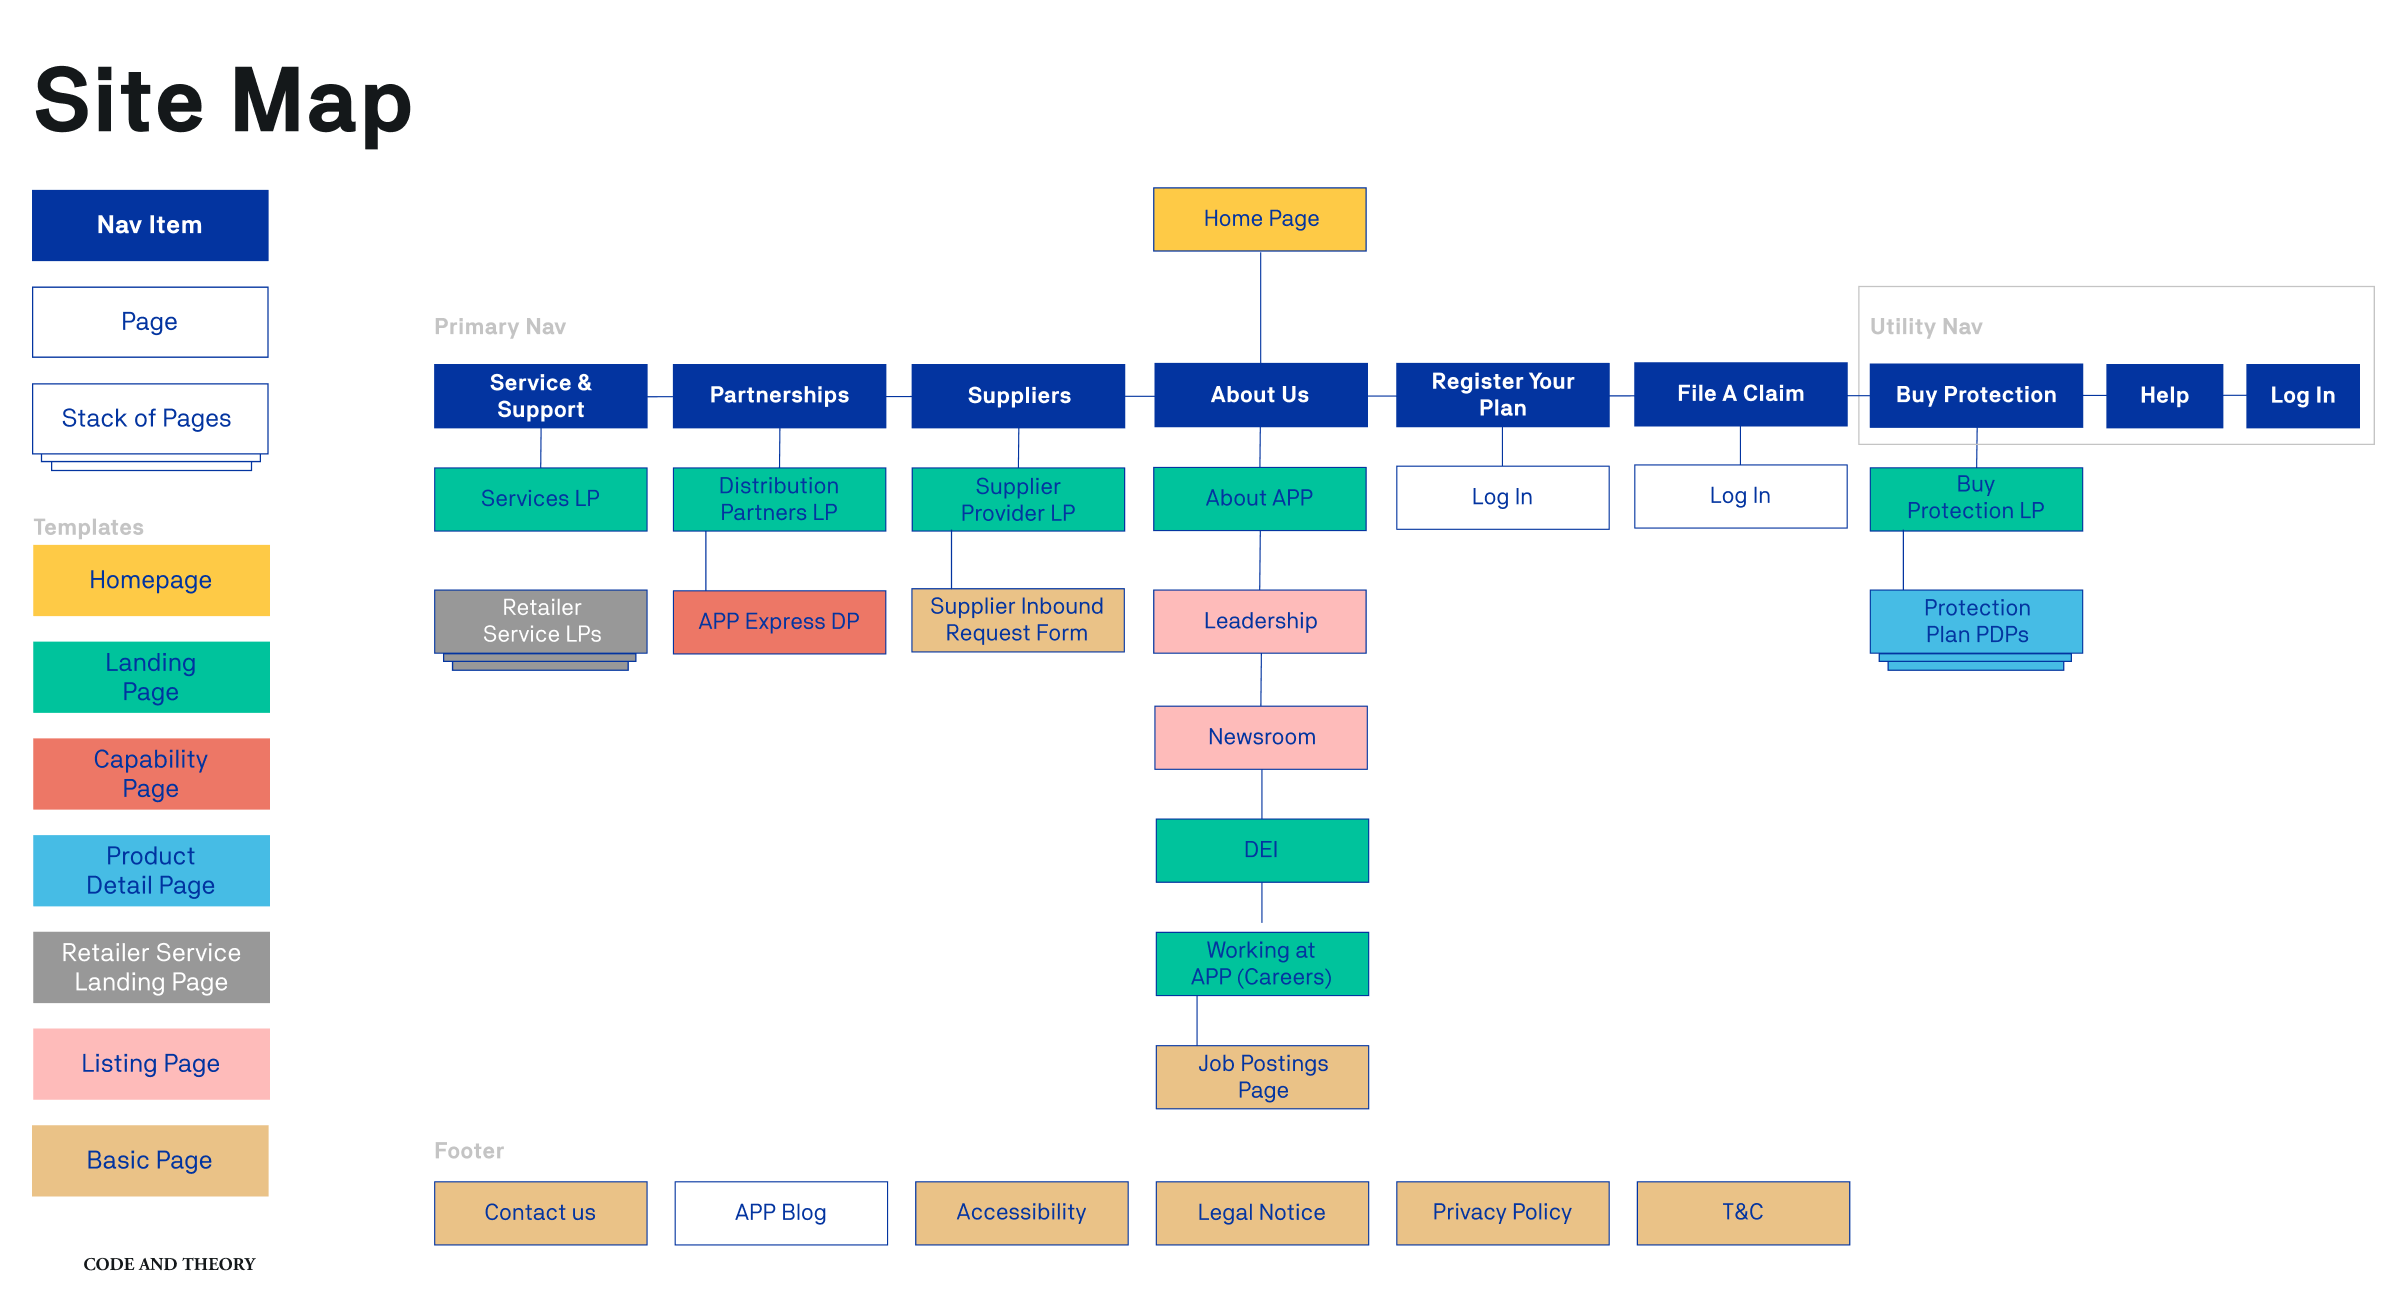 Site Map
Nav Item
Page
Stack of Pages
Templates
Homepage
Landing
Page
Capability
Page
Product
Detail Page
Retailer Service
Landing Page
Listing Page
Basic Page
CODE AND THEORY
Home Page
Primary Nav
Utility Nav
Service &
Support
Partnerships
Suppliers
About Us
Register Your
Plan
File A Claim
Buy Protection
Help
Log In
Services LP
Distribution
Partners LP
Supplier
Provider LP
About APP
Log In
Log In
Buy
Protection LP
Retailer
Service LPs
APP Express DP
Supplier Inbound
Request Form
Leadership
Protection
Plan PDPs
Newsroom
DEI
Working at
APP (Careers)
Job Postings
Page
Footer
Contact us
APP Blog
Accessibility
Legal Notice
Privacy Policy
T&C